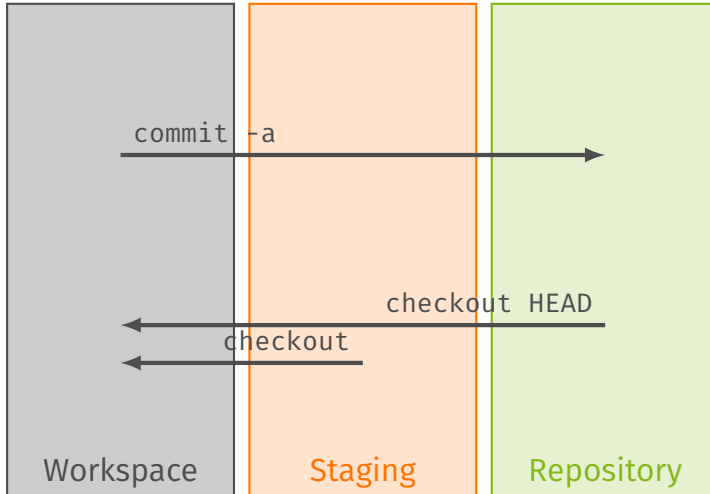 commit -a
checkout HEAD
checkout
Workspace
Staging
Repository